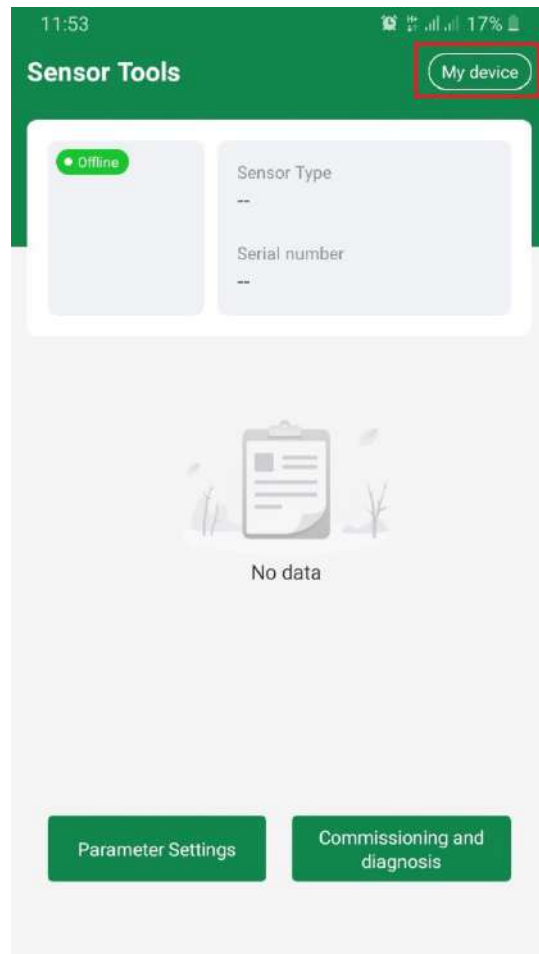 11:53
17%
Sensor Tools
My device
Offline
Sensor Type
--
Serial number
--
No data
Parameter Settings
Commissioning and
diagnosis